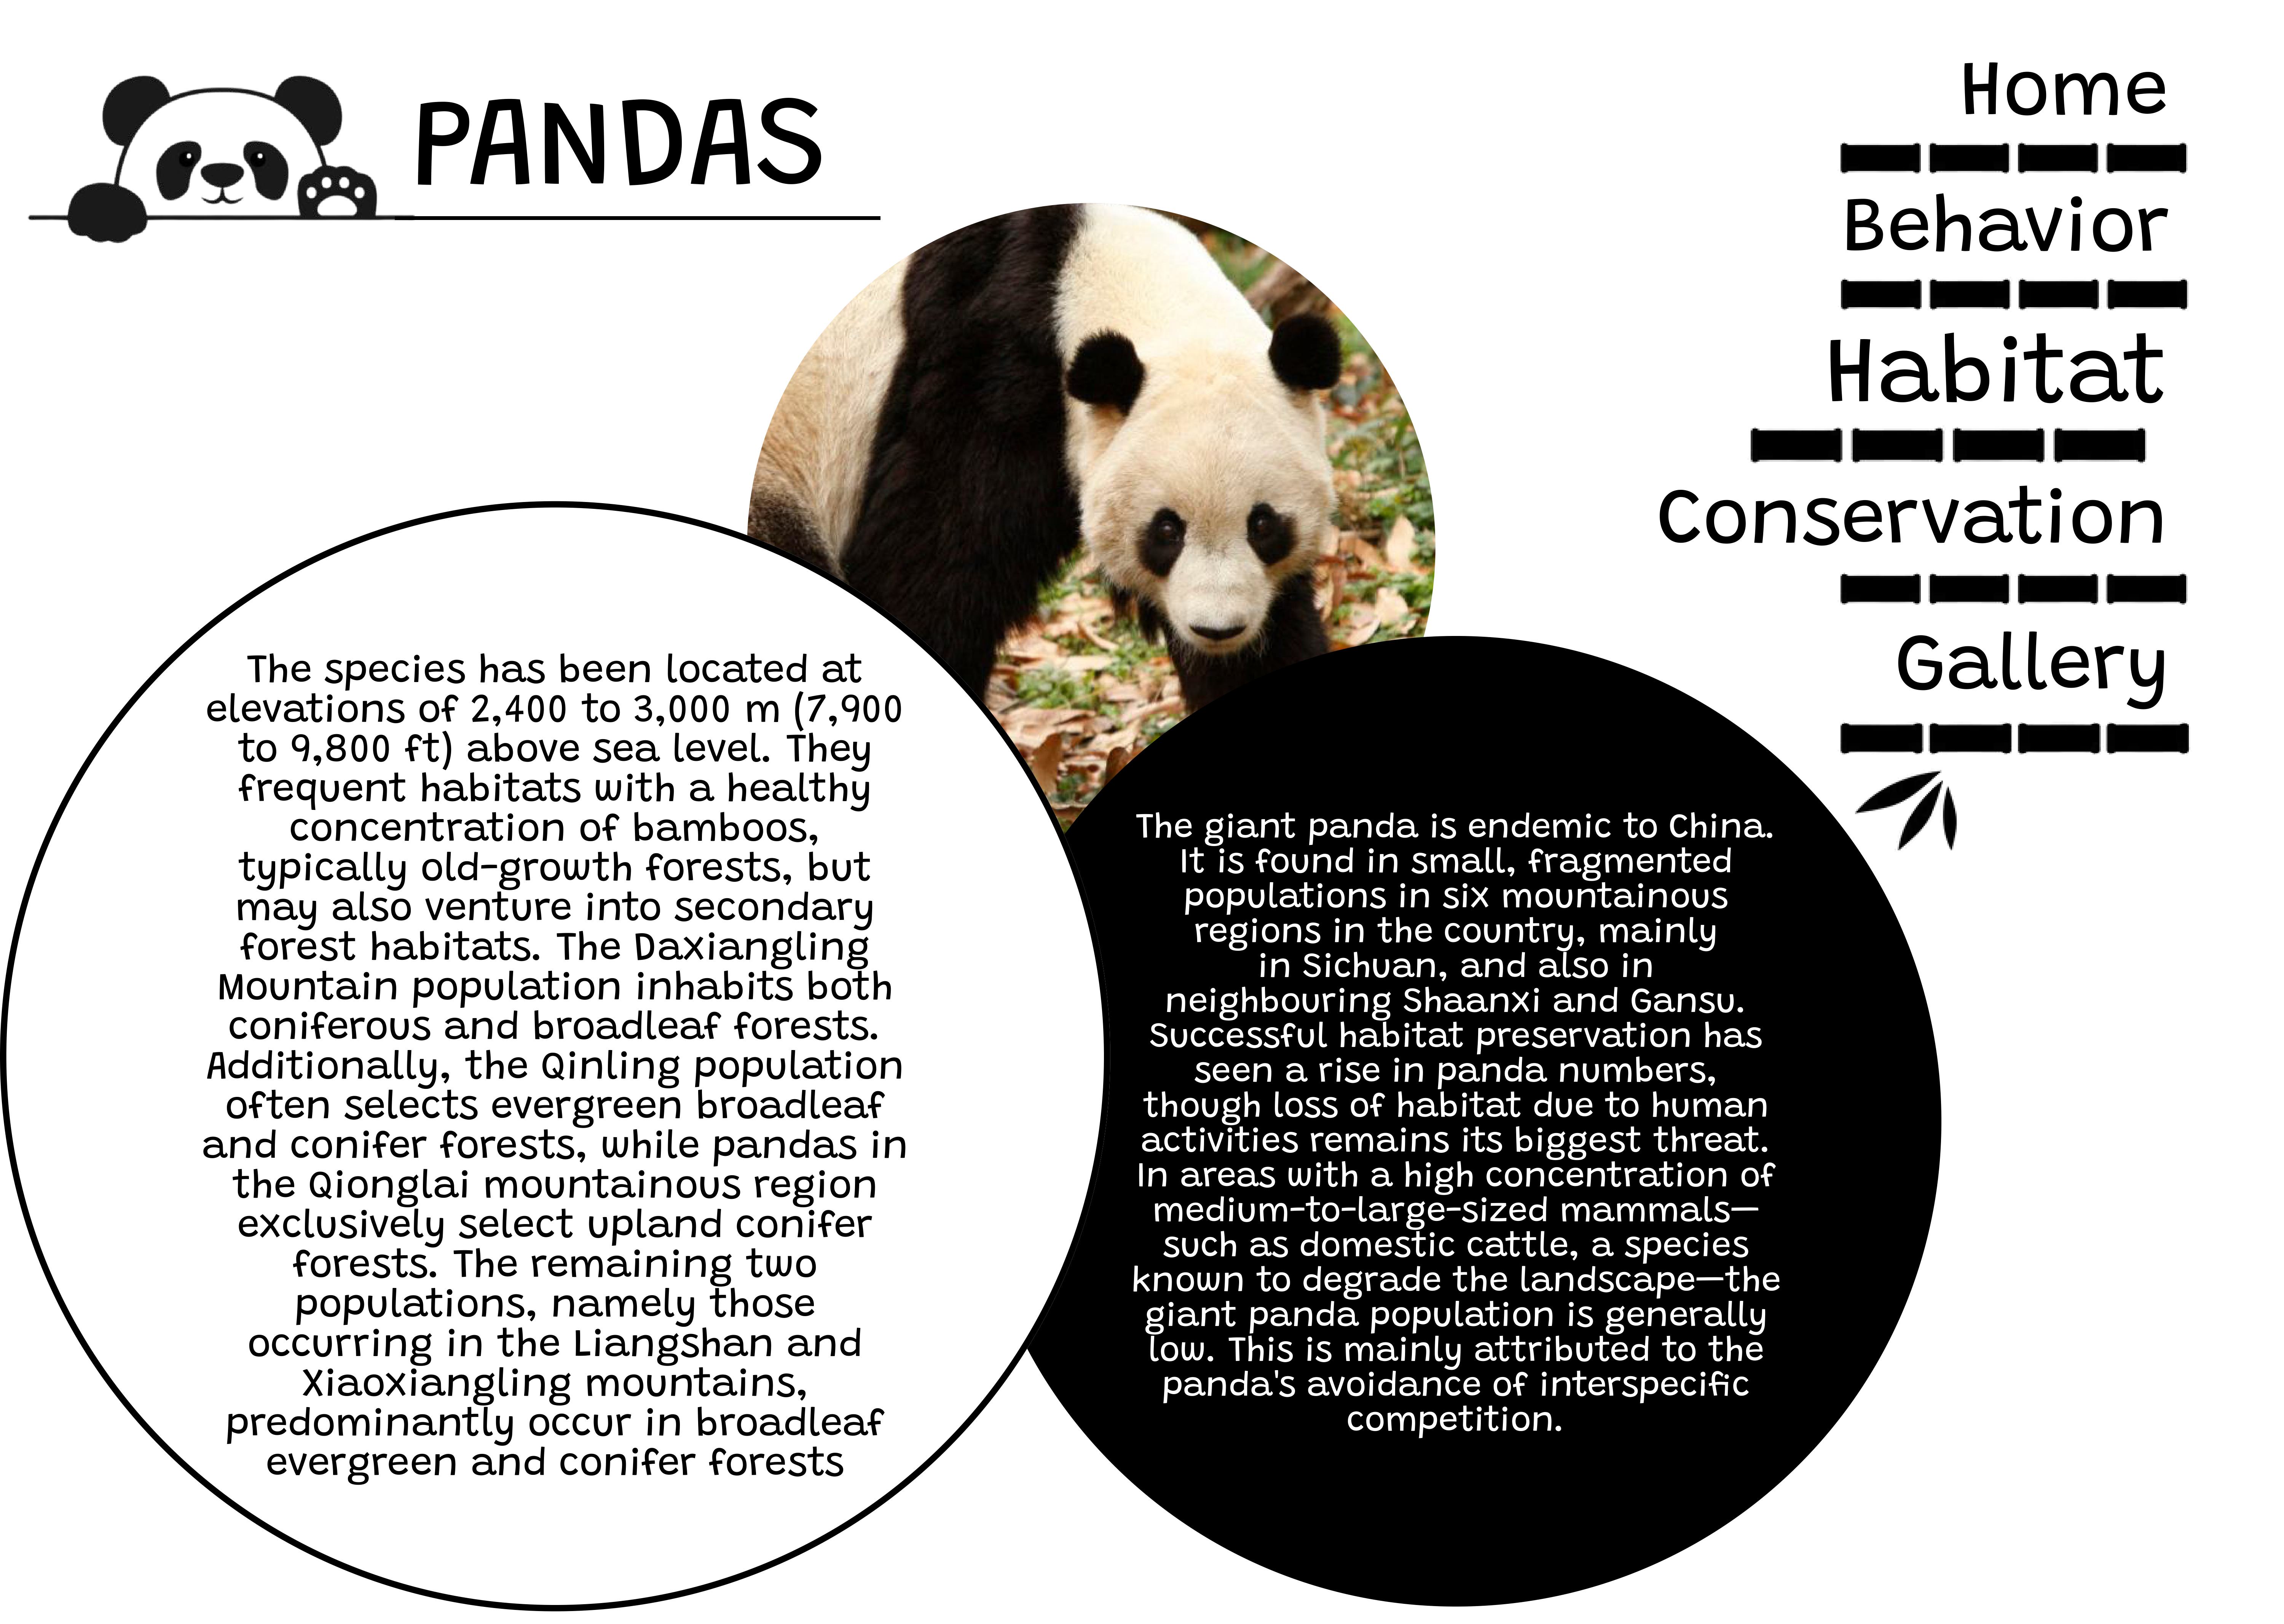 PANDAS
Home
Behavior
Habitat
Conservation
Gallery
The species has been located at
elevations of 2,400 to 3,000 m (7,900
to 9,800 ft) above sea level. They
frequent habitats with a healthy
concentration of bamboos,
typically old-growth forests, but
may also venture into secondary
forest habitats. The Daxiangling
Mountain population inhabits both
coniferous and broadleaf forests.
Additionally, the Qinling population
often selects evergreen broadleaf
and conifer forests, while pandas in
the Qionglai mountainous region
exclusively select upland conifer
forests. The remaining two
populations, namely those
occurring in the Liangshan and
Xiaoxiangling mountains,
predominantly occur in broadleaf
evergreen and conifer forests
The giant panda is endemic to China.
It is found in small, fragmented
populations in six mountainous
regions in the country, mainly
in Sichuan, and also in
neighbouring Shaanxi and Gansu.
Successful habitat preservation has
seen a rise in panda numbers,
though loss of habitat due to human
activities remains its biggest threat.
In areas with a high concentration of
medium-to-large-sized mammals—
such as domestic cattle, a species
known to degrade the landscape—the
giant panda population is generally
low. This is mainly attributed to the
panda's avoidance of interspecific
competition.